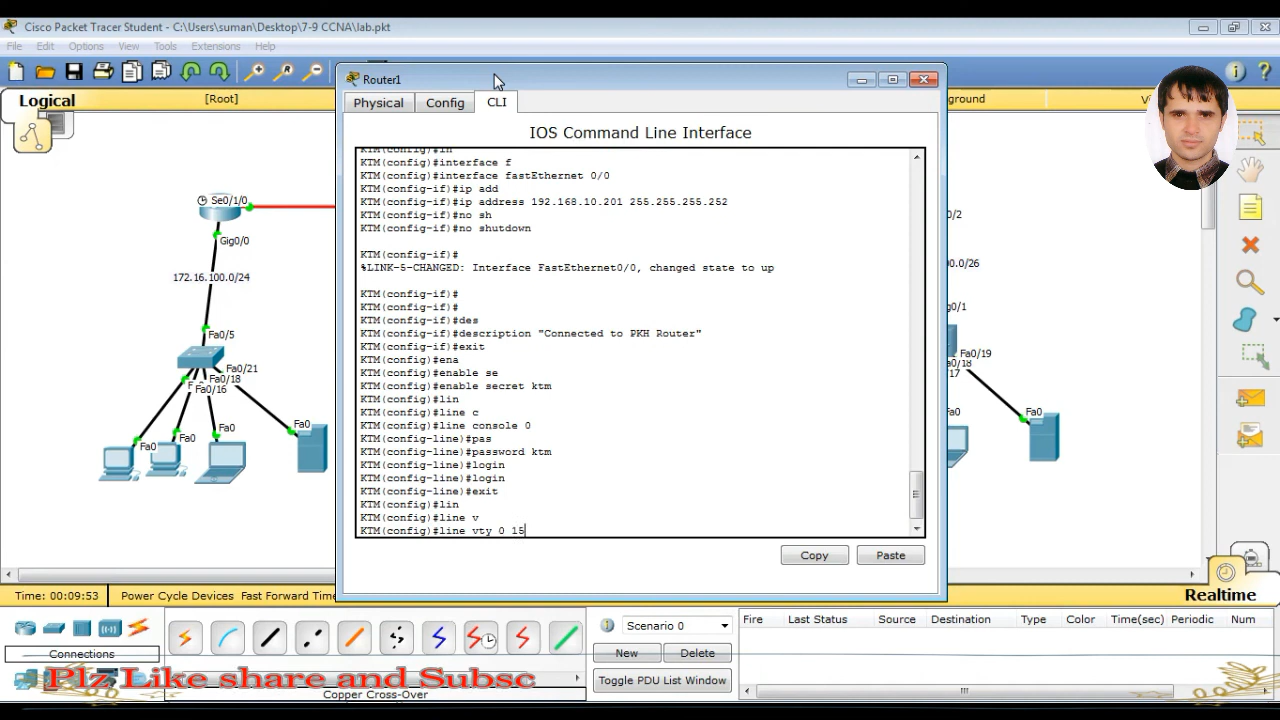 Cisco Packet Tracer Student - C:\Users\suman\Desktop\7-9 CCNA\lab.pkt
File Edit Options View Tools Extensions Help
Logical
[Root]
Router1
Physical Config CLI
IOS Command Line Interface
KTM(config)#in
KTM(config)#interface f
KTM(config)#interface fastEthernet 0/0
KTM(config-if)#ip add
KTM(config-if)#ip address 192.168.10.201 255.255.255.252
KTM(config-if)#no sh
KTM(config-if)#no shutdown
KTM(config-if)#
%LINK-5-CHANGED: Interface FastEthernet0/0, changed state to up
KTM(config-if)#
KTM(config-if)#
KTM(config-if)#des
KTM(config-if)#description "Connected to PKH Router"
KTM(config-if)#exit
KTM(config)#ena
KTM(config)#enable se
KTM(config)#enable secret ktm
KTM(config)#lin
KTM(config)#line c
KTM(config)#line console 0
KTM(config-line)#pas
KTM(config-line)#password ktm
KTM(config-line)#login
KTM(config-line)#login
KTM(config-line)#exit
KTM(config)#lin
KTM(config)#line v
KTM(config)#line vty 0 15
Copy Paste
Se0/1/0
Gig0/0
172.16.100.0/24
Fa0/5
Fa0/21
Fa0/18
Fa0/16
Fa0
Fa0
Fa0
Fa0
ground
0/2
.0/26
g0/1
Fa0/19
Fa0
Time: 00:09:53 Power Cycle Devices Fast Forward Time
Realtime
Connections
Copper Cross-Over
Scenario 0
New Delete
Toggle PDU List Window
Fire Last Status Source Destination Type Color Time(sec) Periodic Num
Plz Like share and Subsc